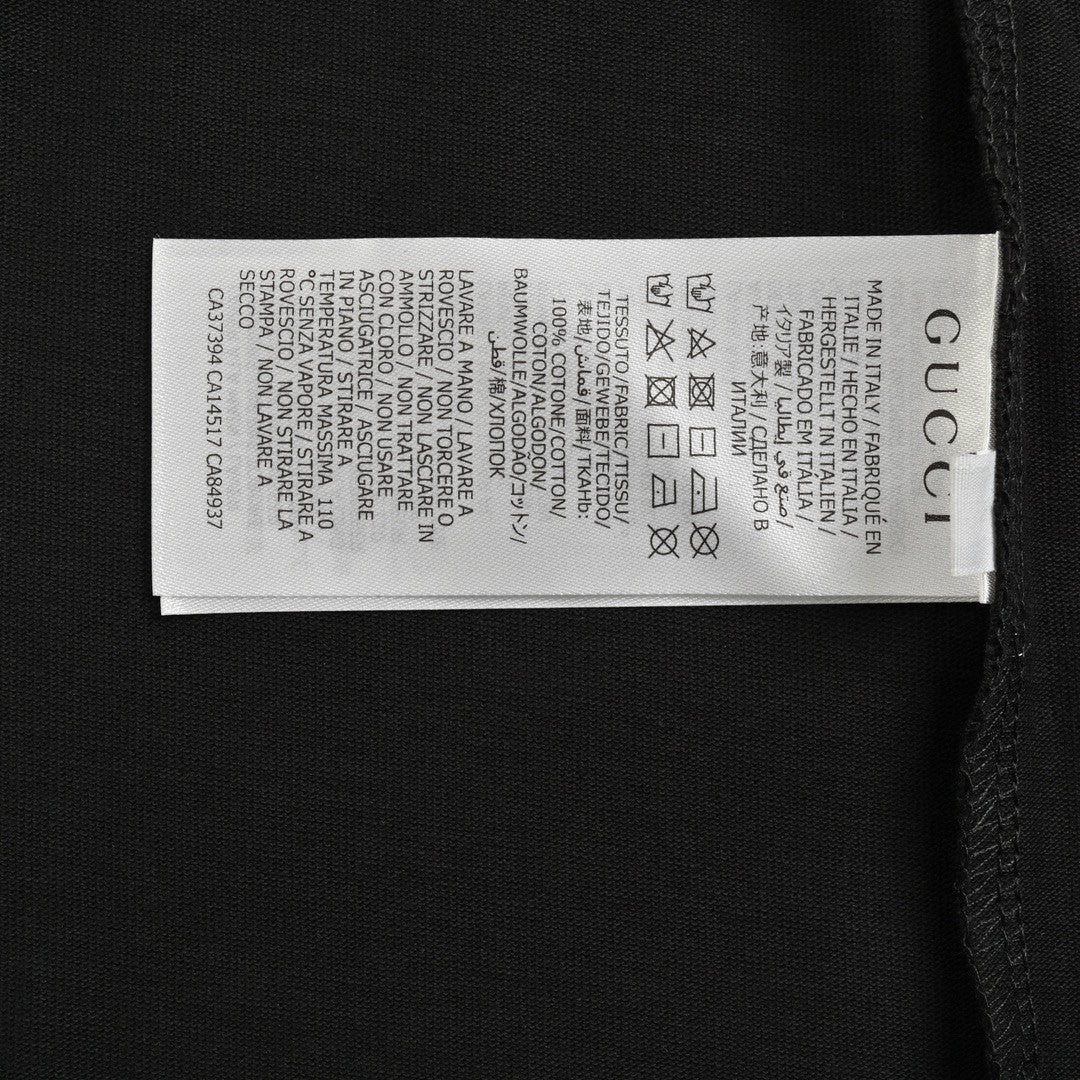 GUCCI
MADE IN ITALY / FABRIQUÉ EN
ITALIE / HECHO EN ITALIA /
HERGESTELLT IN ITALIEN /
FABRICADO EM ITÁLIA /
イタリア製 / صنع في إيطاليا /
产地:意大利 / СДЕЛАНО В
ИТАЛИИ
TESSUTO/FABRIC/TISSU/
TEJIDO/GEWEBE/TECIDO/
表地/قماش/面料/ТКАНЬ:
100% COTONE/COTTON/
COTON/ALGODON/
BAUMWOLLE/ALGODÃO/コットン/
قطن/棉/ХЛОПОК
LAVARE A MANO / LAVARE A
ROVESCIO / NON TORCERE O
STRIZZARE / NON LASCIARE IN
AMMOLLO / NON TRATTARE
CON CLORO / NON USARE
ASCIUGATRICE / ASCIUGARE
IN PIANO / STIRARE A
TEMPERATURA MASSIMA 110
°C SENZA VAPORE / STIRARE A
ROVESCIO / NON STIRARE LA
STAMPA / NON LAVARE A
SECCO
CA37394 CA14517 CA84937